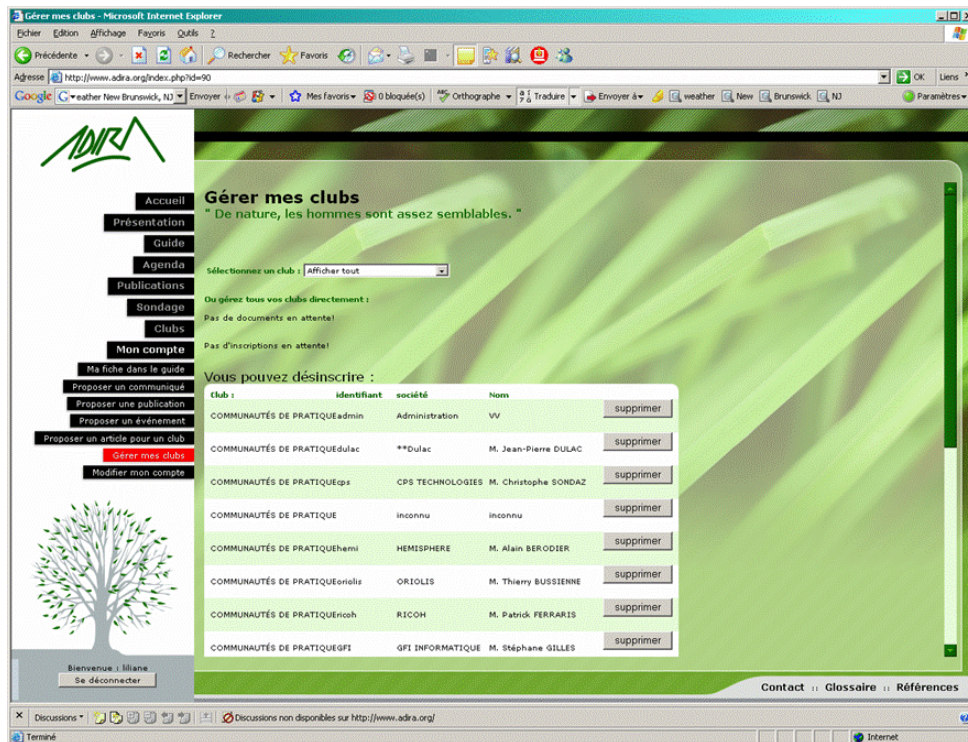 Gérer mes clubs - Microsoft Internet Explorer
Fichier Edition Affichage Favoris Outils ?
Précédente Rechercher Favoris
Adresse http://www.adira.org/index.php?id=90 OK Liens
Google eather New Brunswick, NJ Envoyer Mes favoris 0 bloquée(s) Orthographe Traduire Envoyer à weather New Brunswick NJ Paramètres
ADIRA
Accueil
Présentation
Guide
Agenda
Publications
Sondage
Clubs
Mon compte
Ma fiche dans le guide
Proposer un communiqué
Proposer une publication
Proposer un événement
Proposer un article pour un club
Gérer mes clubs
Modifier mon compte
Bienvenue : liliane
Se déconnecter
Gérer mes clubs
" De nature, les hommes sont assez semblables. "
Sélectionnez un club : Afficher tout
Ou gérez tous vos clubs directement :
Pas de documents en attente!
Pas d'inscriptions en attente!
Vous pouvez désinscrire :
Club : identifiant société Nom
COMMUNAUTÉS DE PRATIQUEadmin Administration VV supprimer
COMMUNAUTÉS DE PRATIQUEdulac **Dulac M. Jean-Pierre DULAC supprimer
COMMUNAUTÉS DE PRATIQUEcps CPS TECHNOLOGIES M. Christophe SONDAZ supprimer
COMMUNAUTÉS DE PRATIQUE inconnu inconnu supprimer
COMMUNAUTÉS DE PRATIQUEhemi HEMISPHERE M. Alain BERODIER supprimer
COMMUNAUTÉS DE PRATIQUEoriolis ORIOLIS M. Thierry BUSSIENNE supprimer
COMMUNAUTÉS DE PRATIQUEricoh RICOH M. Patrick FERRARIS supprimer
COMMUNAUTÉS DE PRATIQUEGFI GFI INFORMATIQUE M. Stéphane GILLES supprimer
Contact :: Glossaire :: Références
Discussions Discussions non disponibles sur http://www.adira.org/
Terminé Internet